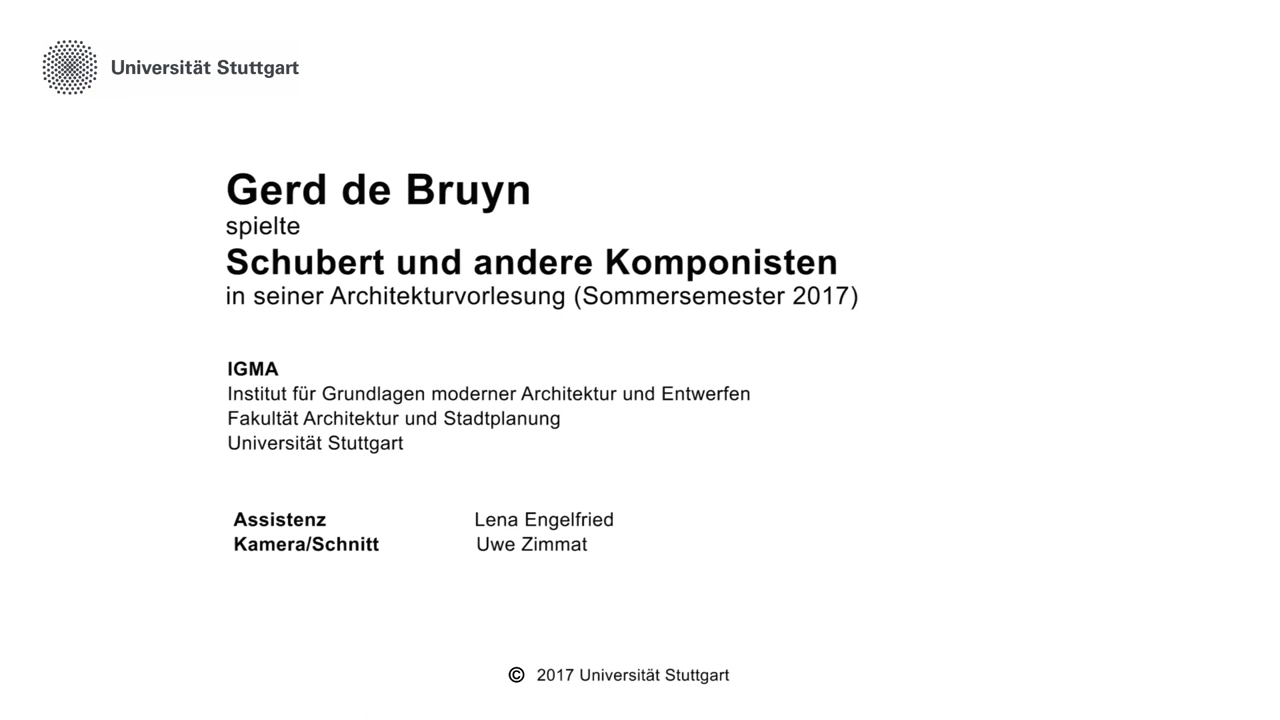 Universität Stuttgart
Gerd de Bruyn
spielte
Schubert und andere Komponisten
in seiner Architekturvorlesung (Sommersemester 2017)
IGMA
Institut für Grundlagen moderner Architektur und Entwerfen
Fakultät Architektur und Stadtplanung
Universität Stuttgart
Assistenz Lena Engelfried
Kamera/Schnitt Uwe Zimmat
© 2017 Universität Stuttgart